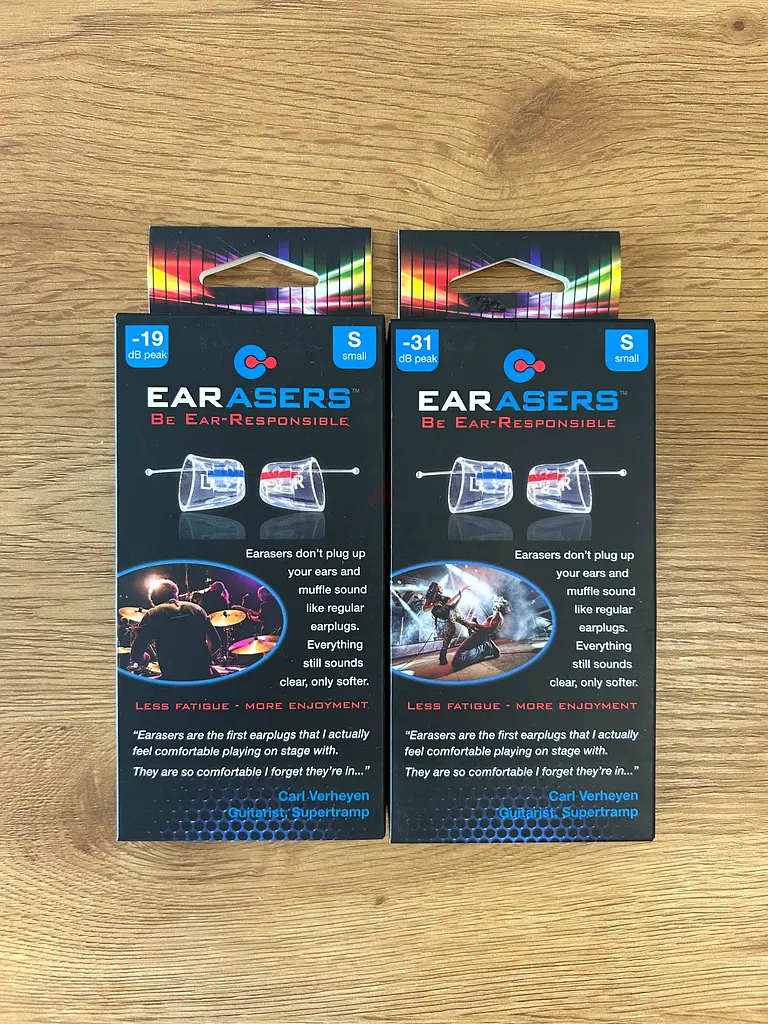 -19
dB peak
S
small
EARASERS™
BE EAR-RESPONSIBLE
L
R
Earasers don't plug up
your ears and
muffle sound
like regular
earplugs.
Everything
still sounds
clear, only softer.
LESS FATIGUE - MORE ENJOYMENT
“Earasers are the first earplugs that I actually
feel comfortable playing on stage with.
They are so comfortable I forget they're in...”
Carl Verheyen
Guitarist, Supertramp
-31
dB peak
S
small
EARASERS™
BE EAR-RESPONSIBLE
L
R
Earasers don't plug up
your ears and
muffle sound
like regular
earplugs.
Everything
still sounds
clear, only softer.
LESS FATIGUE - MORE ENJOYMENT
“Earasers are the first earplugs that I actually
feel comfortable playing on stage with.
They are so comfortable I forget they're in...”
Carl Verheyen
Guitarist, Supertramp